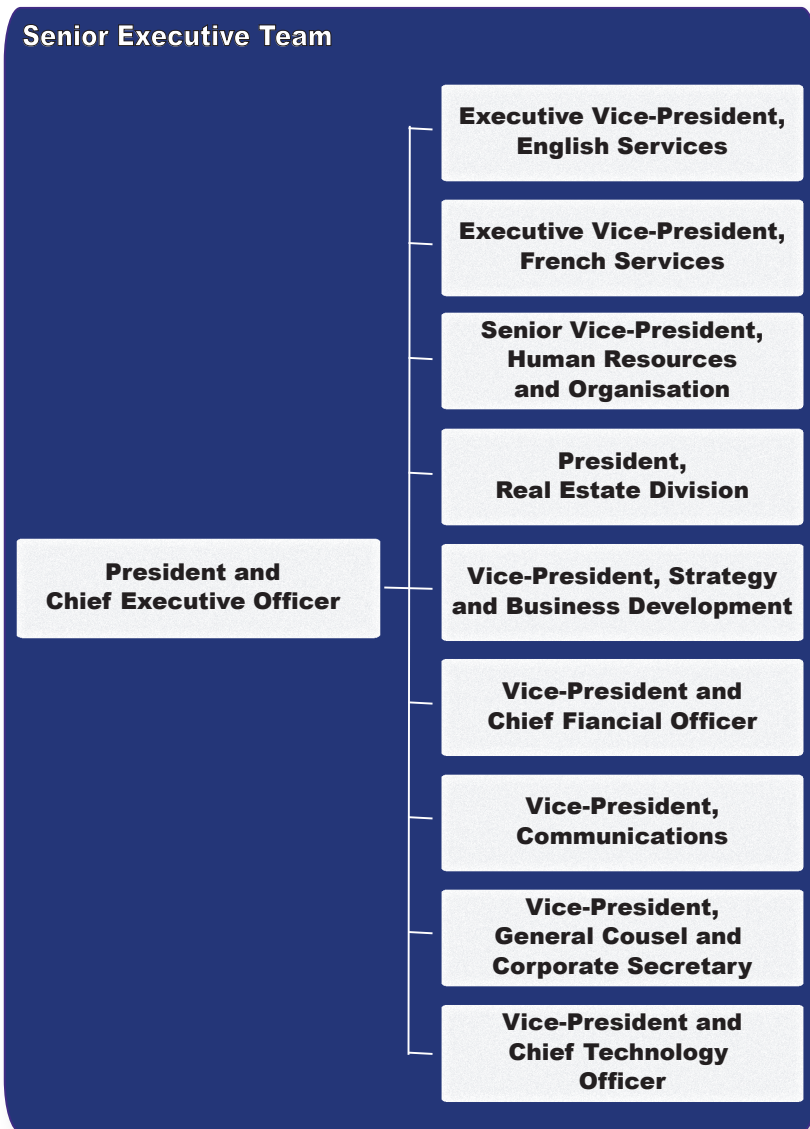 Senior Executive Team
Executive Vice-President,
English Services
Executive Vice-President,
French Services
Senior Vice-President,
Human Resources
and Organisation
President,
Real Estate Division
President and
Chief Executive Officer
Vice-President, Strategy
and Business Development
Vice-President and
Chief Fiancial Officer
Vice-President,
Communications
Vice-President,
General Cousel and
Corporate Secretary
Vice-President and
Chief Technology
Officer